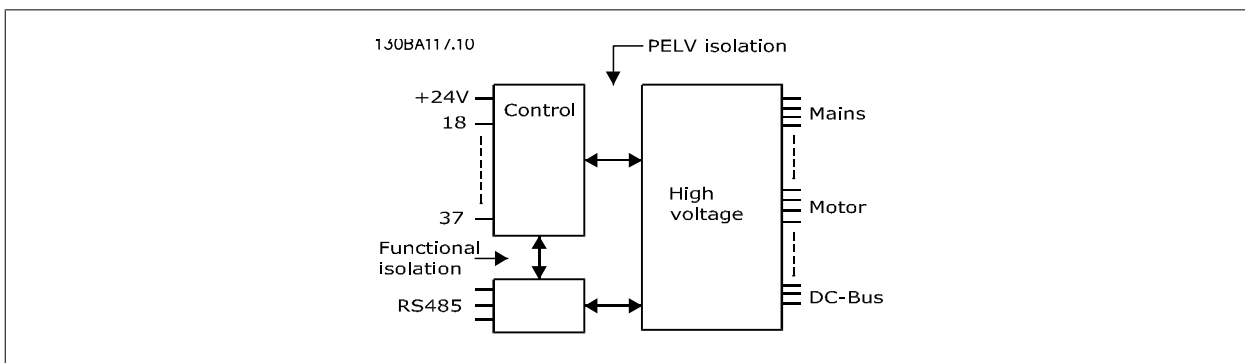 130BA117.10
PELV isolation
+24V
Control
18
Mains
High
voltage
37
Motor
Functional
isolation
RS485
DC-Bus